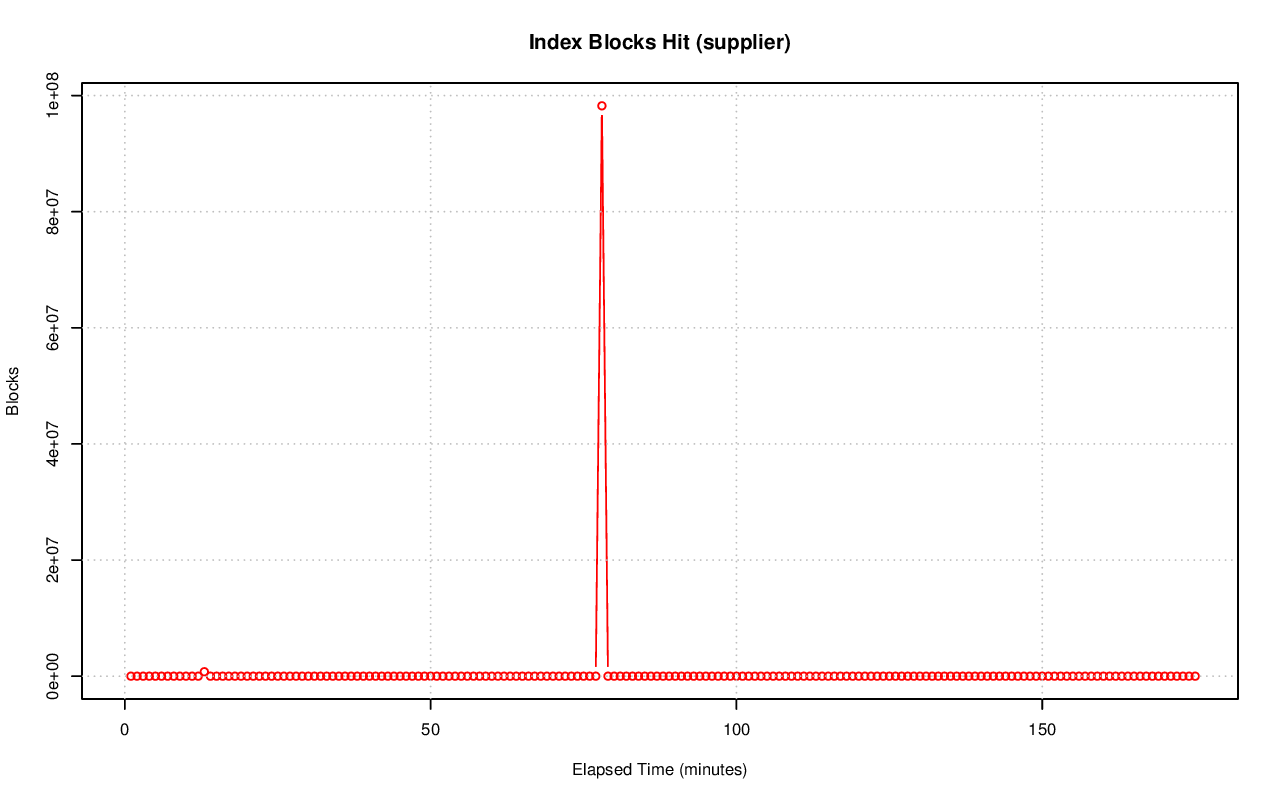 Index Blocks Hit (supplier)
1e+08
8e+07
6e+07
4e+07
2e+07
0e+00
Blocks
0 50 100 150
Elapsed Time (minutes)